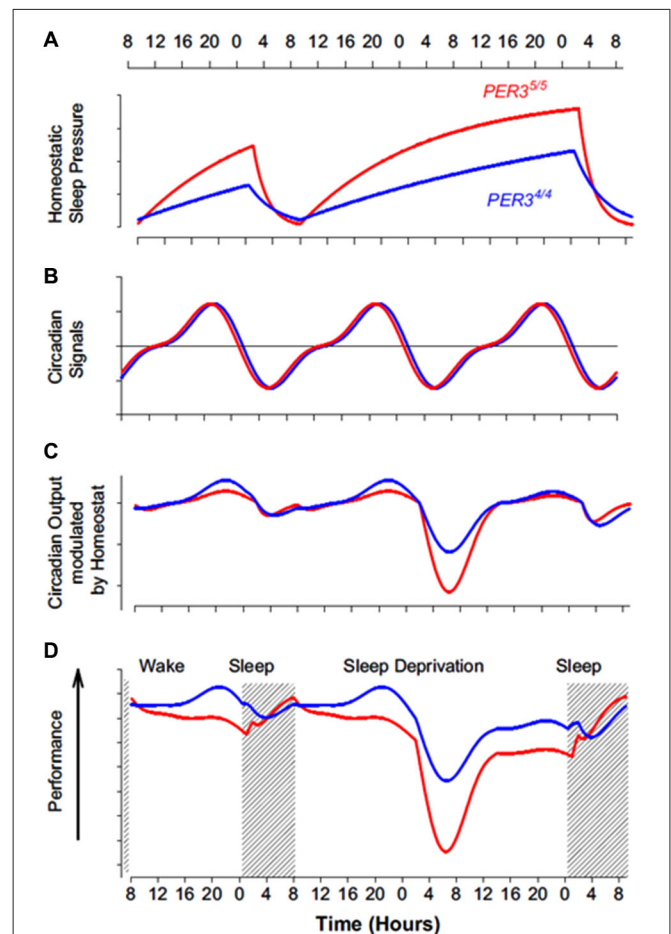 A
8 12 16 20 0 4 8 12 16 20 0 4 8 12 16 20 0 4 8
Homeostatic
Sleep Pressure
PER3^5/5
PER3^4/4
B
Circadian
Signals
C
Circadian Output
modulated
by Homeostat
D
Performance
Wake Sleep Sleep Deprivation Sleep
8 12 16 20 0 4 8 12 16 20 0 4 8 12 16 20 0 4 8
Time (Hours)